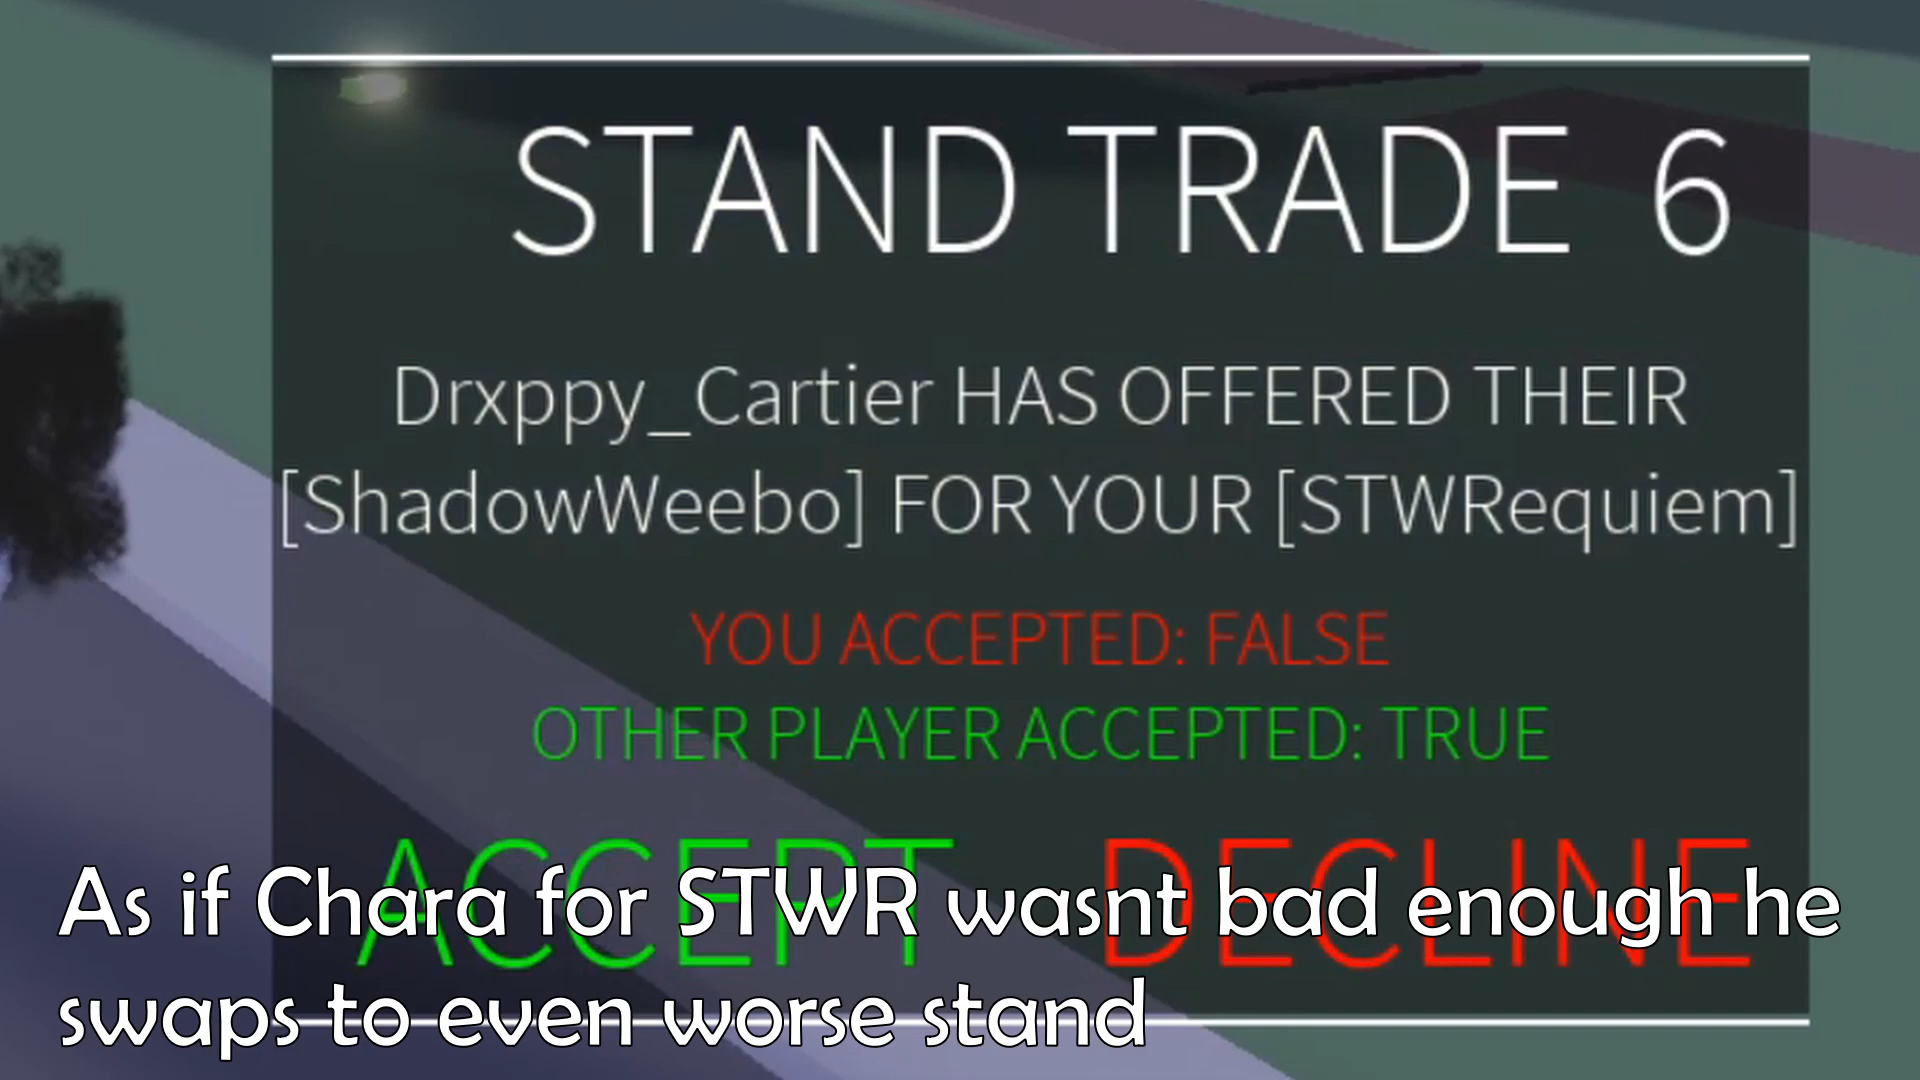 STAND TRADE 6
Drxppy_Cartier HAS OFFERED THEIR
[ShadowWeebo] FOR YOUR [STWRequiem]
YOU ACCEPTED: FALSE
OTHER PLAYER ACCEPTED: TRUE
ACCEPT DECLINE
As if Chara for STWR wasnt bad enough he
swaps to even worse stand